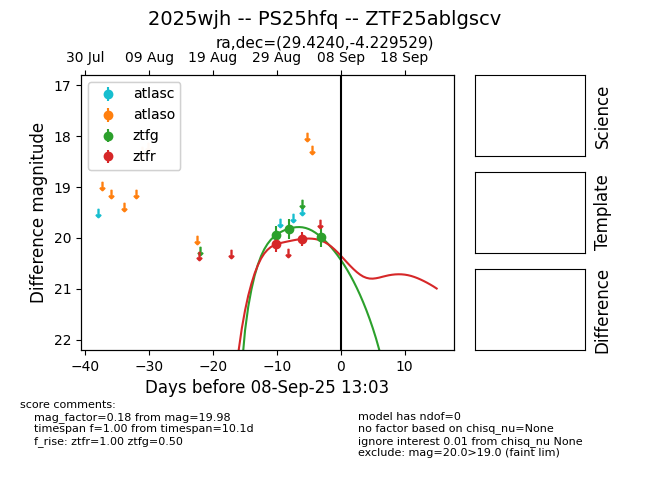 2025wjh -- PS25hfq -- ZTF25ablgscv
ra,dec=(29.4240,-4.229529)
30 Jul 09 Aug 19 Aug 29 Aug 08 Sep 18 Sep
atlasc
atlaso
ztfg
ztfr
17
18
19
20
21
22
Difference magnitude
−40 −30 −20 −10 0 10
Days before 08-Sep-25 13:03
Science
Template
Difference
score comments:
mag_factor=0.18 from mag=19.98
timespan f=1.00 from timespan=10.1d
f_rise: ztfr=1.00 ztfg=0.50
model has ndof=0
no factor based on chisq_nu=None
ignore interest 0.01 from chisq_nu None
exclude: mag=20.0>19.0 (faint lim)